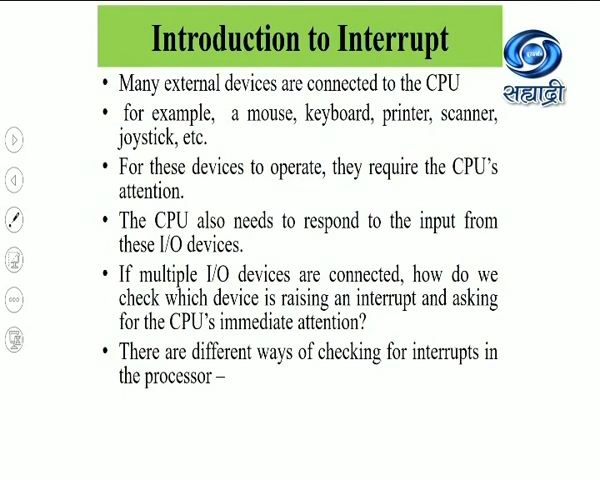 Introduction to Interrupt
सह्याद्री
• Many external devices are connected to the CPU
• for example, a mouse, keyboard, printer, scanner,
joystick, etc.
• For these devices to operate, they require the CPU's
attention.
• The CPU also needs to respond to the input from
these I/O devices.
• If multiple I/O devices are connected, how do we
check which device is raising an interrupt and asking
for the CPU's immediate attention?
• There are different ways of checking for interrupts in
the processor –